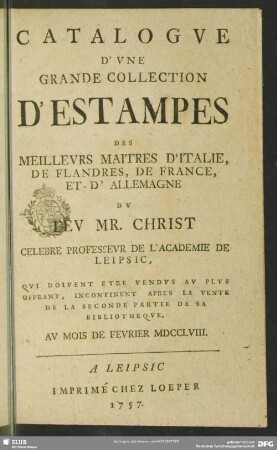 CATALOGVE
D'VNE
GRANDE COLLECTION
D'ESTAMPES
DES
MEILLEVRS MAITRES D'ITALIE,
DE FLANDRES, DE FRANCE,
ET D'ALLEMAGNE
DV
FEV MR. CHRIST
CELEBRE PROFESSEVR DE L'ACADEMIE DE
LEIPSIC,
QVI DOIVENT ETRE VENDVS AV PLVS
OFFRANT, INCONTINENT APRES LA VENTE
DE LA SECONDE PARTIE DE SA
BIBLIOTHEQVE,
AV MOIS DE FEVRIER MDCCLVIII.
A LEIPSIC
IMPRIMÉ CHEZ LOEPER
1757.
SLUB
DFG